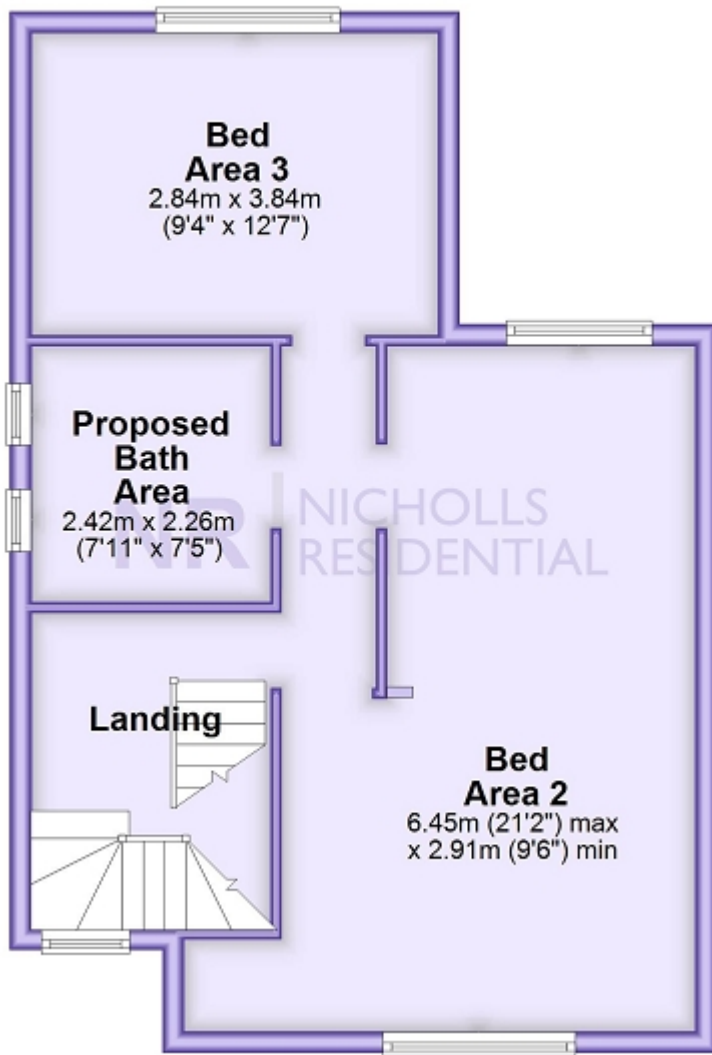 Bed
Area 3
2.84m x 3.84m
(9'4" x 12'7")
Proposed
Bath
Area
2.42m x 2.26m
(7'11" x 7'5")
NR | NICHOLLS
RESIDENTIAL
Landing
Bed
Area 2
6.45m (21'2") max
x 2.91m (9'6") min